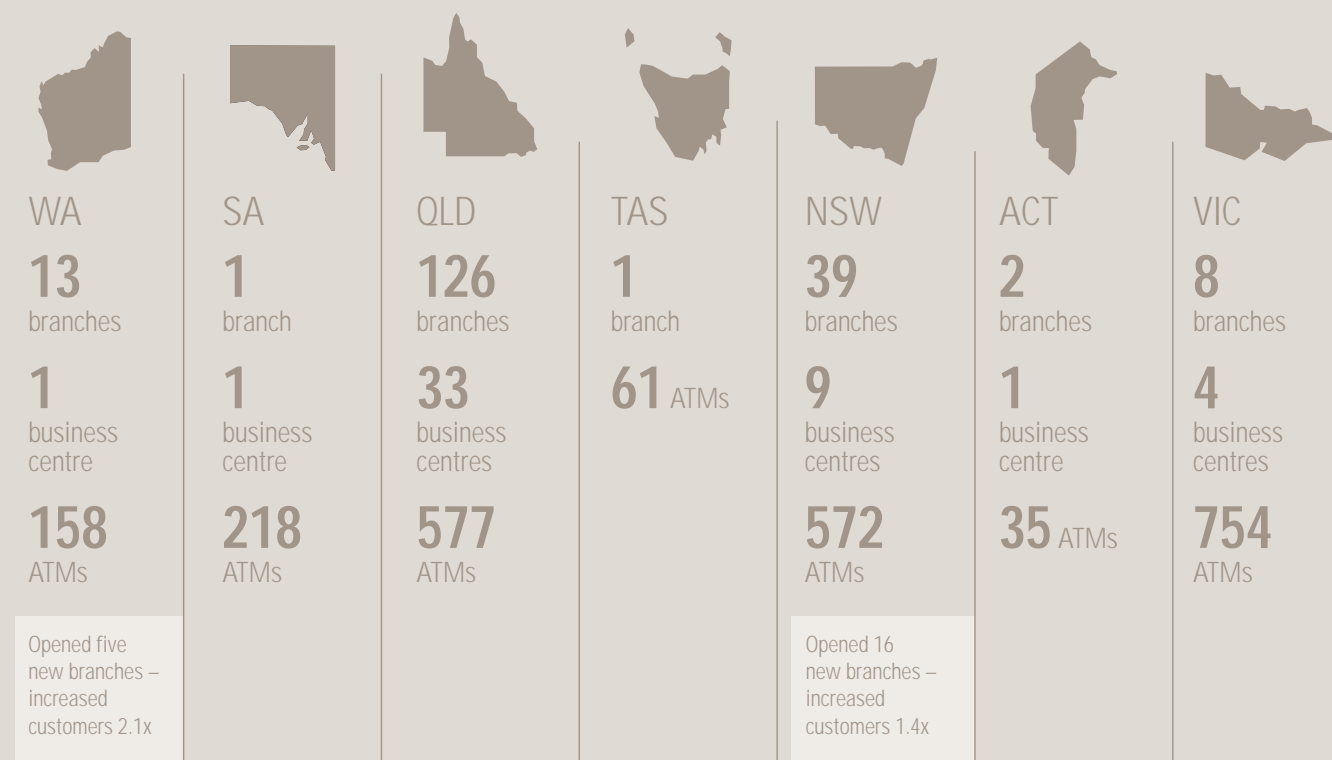 WA
13
branches
1
business
centre
158
ATMs
Opened five
new branches –
increased
customers 2.1x
SA
1
branch
1
business
centre
218
ATMs
QLD
126
branches
33
business
centres
577
ATMs
TAS
1
branch
61 ATMs
NSW
39
branches
9
business
centres
572
ATMs
Opened 16
new branches –
increased
customers 1.4x
ACT
2
branches
1
business
centre
35 ATMs
VIC
8
branches
4
business
centres
754
ATMs